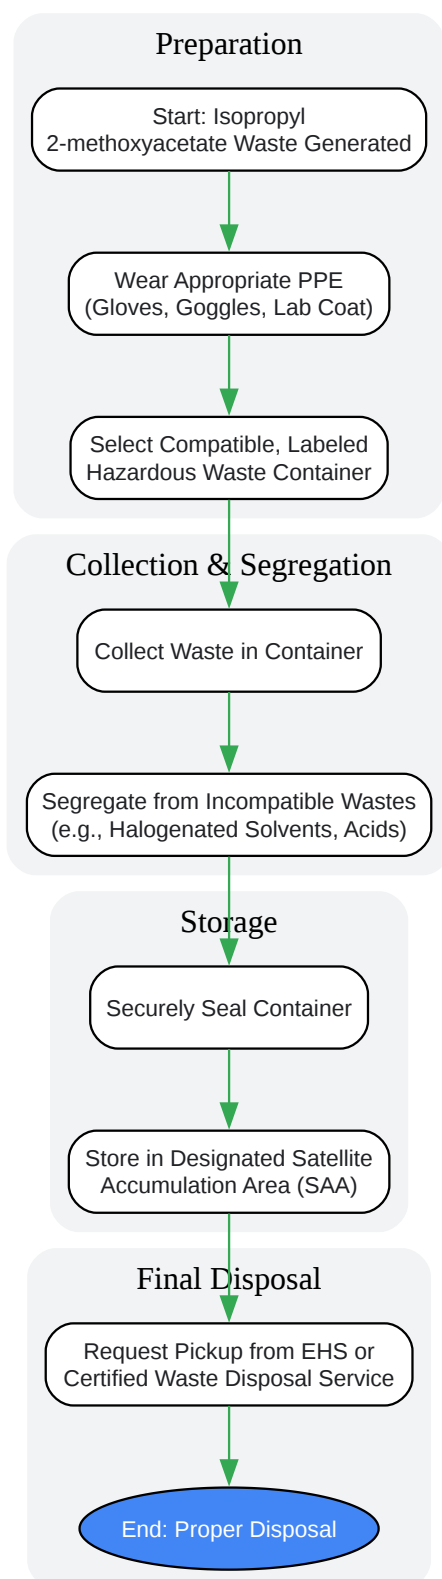 Preparation
Start: Isopropyl
2-methoxyacetate Waste Generated
Wear Appropriate PPE
(Gloves, Goggles, Lab Coat)
Select Compatible, Labeled
Hazardous Waste Container
Collection & Segregation
Collect Waste in Container
Segregate from Incompatible Wastes
(e.g., Halogenated Solvents, Acids)
Storage
Securely Seal Container
Store in Designated Satellite
Accumulation Area (SAA)
Final Disposal
Request Pickup from EHS or
Certified Waste Disposal Service
End: Proper Disposal